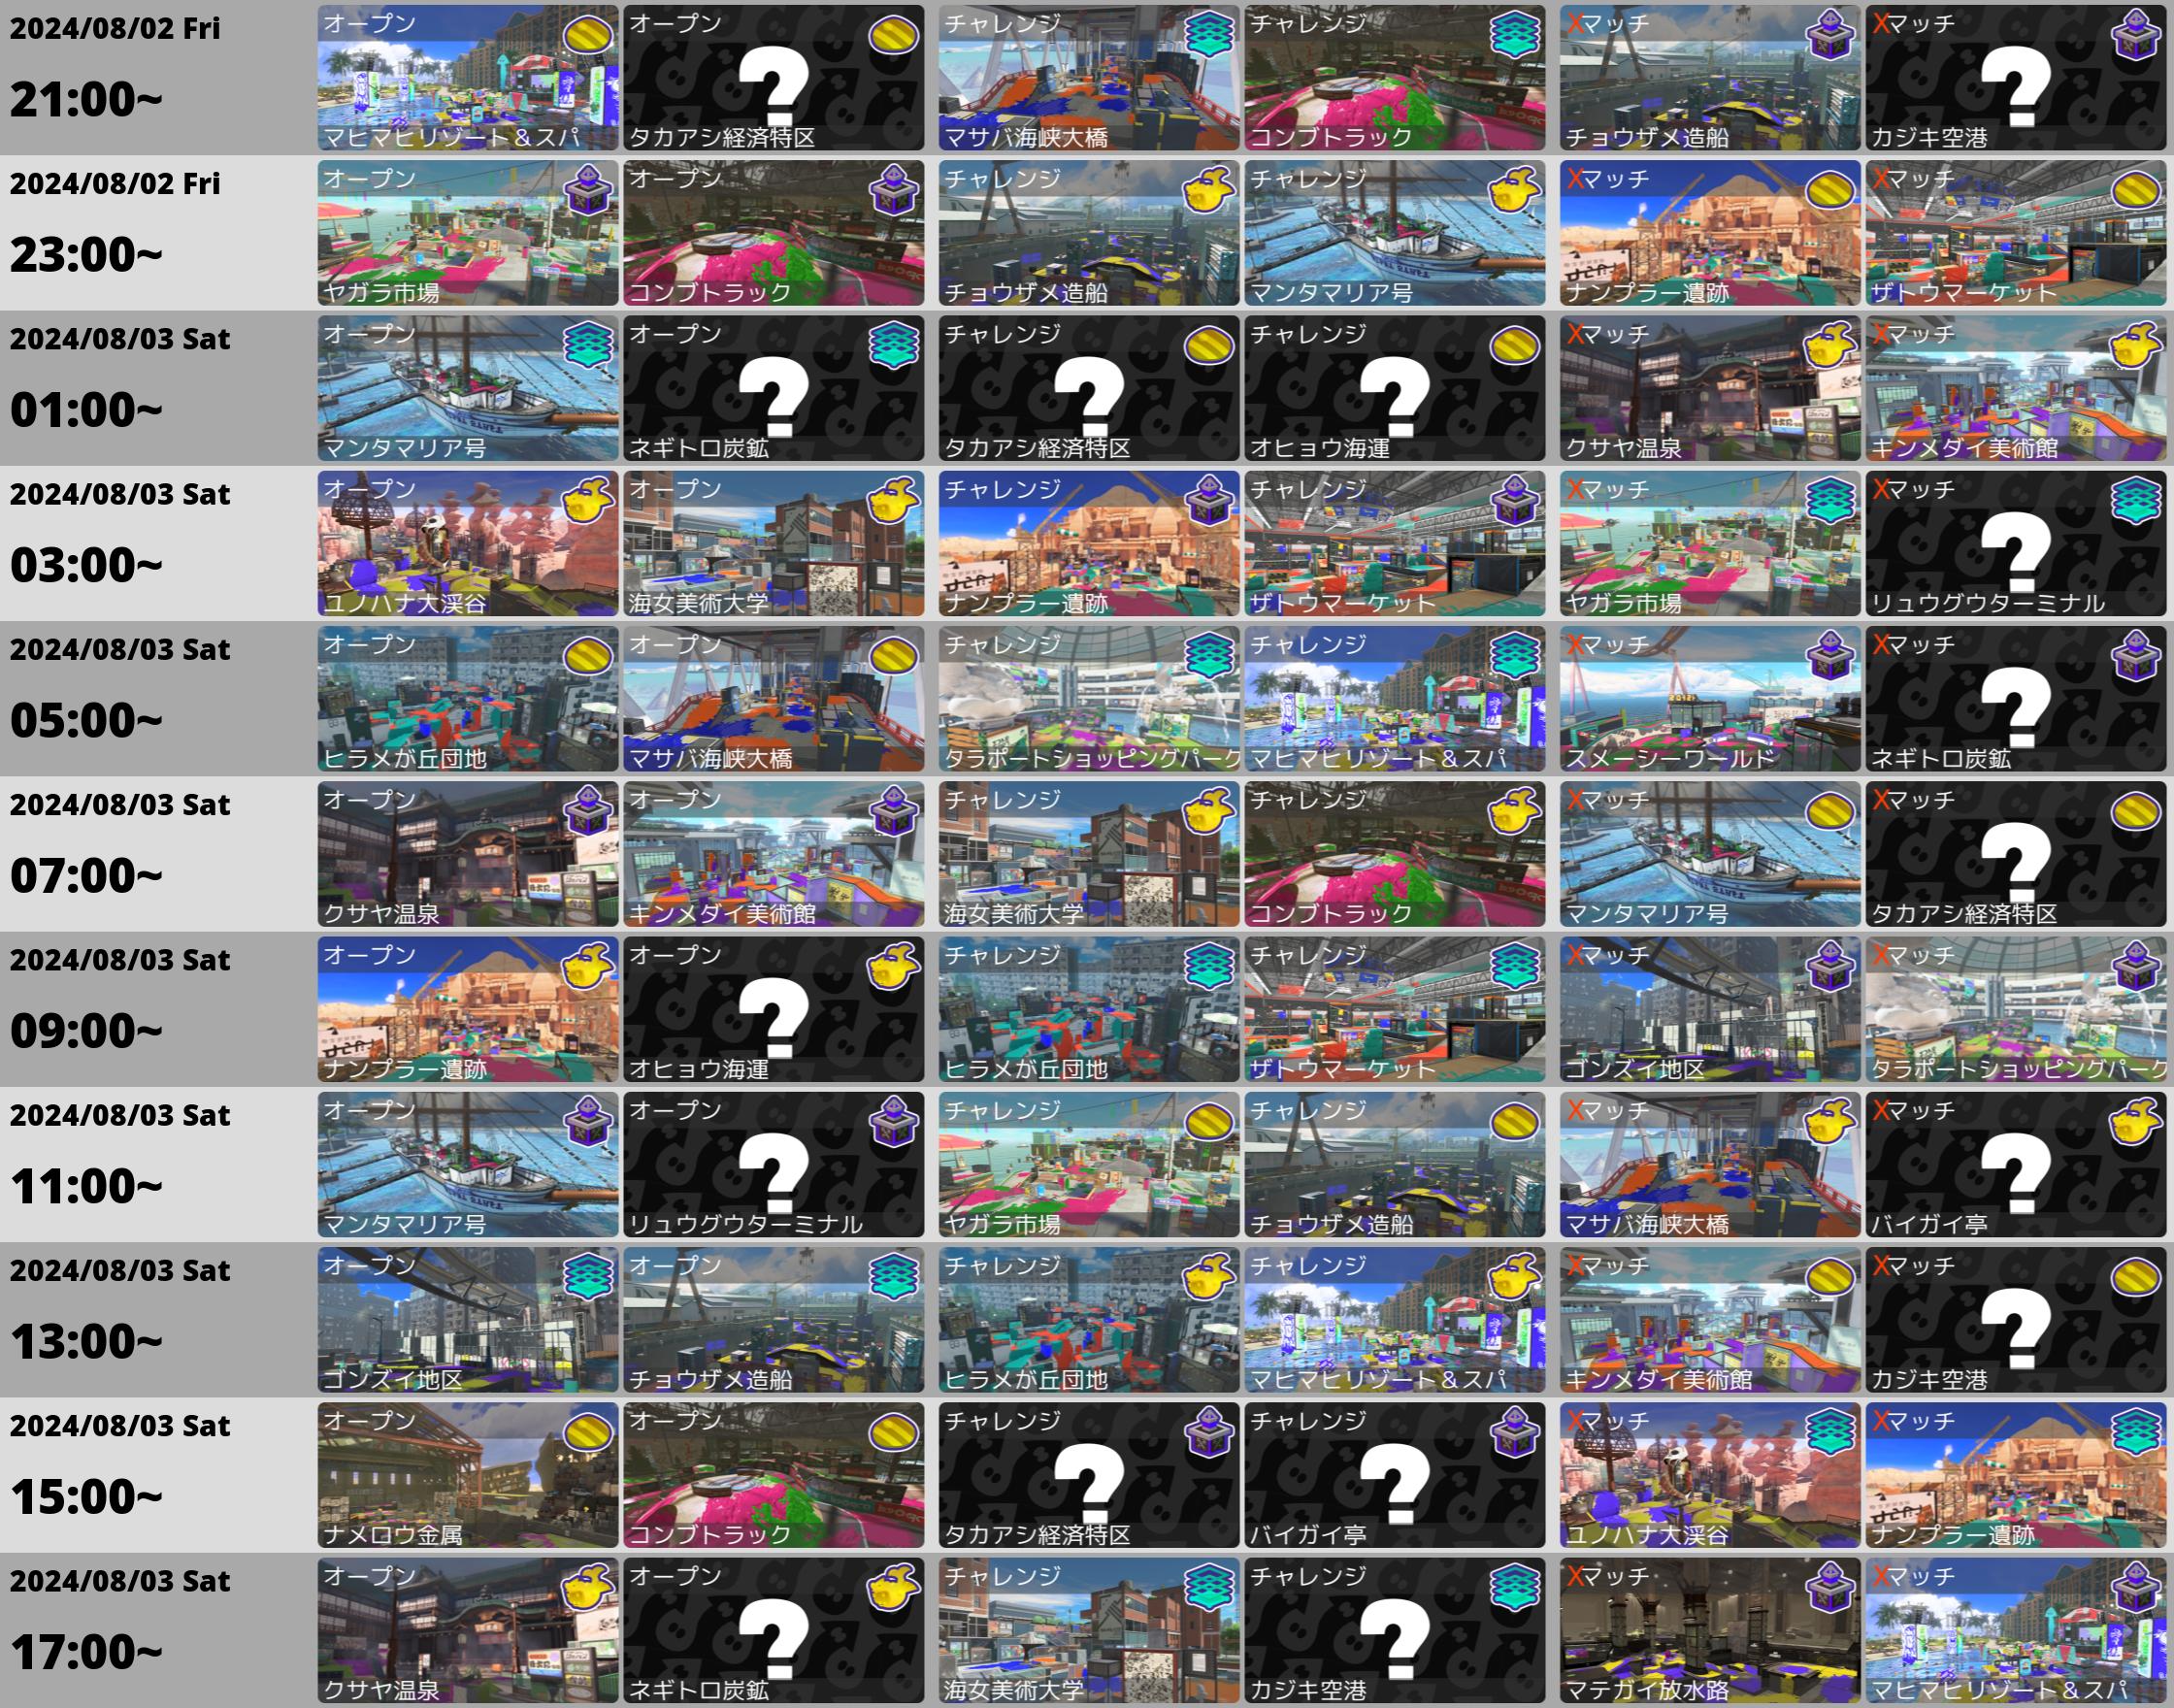 2024/08/02 Fri
21:00~
オープン
マヒマヒリゾート＆スパ
オープン
タカアシ経済特区
チャレンジ
マサバ海峡大橋
チャレンジ
コンブトラック
Xマッチ
チョウザメ造船
Xマッチ
カジキ空港
2024/08/02 Fri
23:00~
オープン
ヤガラ市場
オープン
コンブトラック
チャレンジ
チョウザメ造船
チャレンジ
マンタマリア号
Xマッチ
ナンプラー遺跡
Xマッチ
ザトウマーケット
2024/08/03 Sat
01:00~
オープン
マンタマリア号
オープン
ネギトロ炭鉱
チャレンジ
タカアシ経済特区
チャレンジ
オヒョウ海運
Xマッチ
クサヤ温泉
Xマッチ
キンメダイ美術館
2024/08/03 Sat
03:00~
オープン
ユノハナ大渓谷
オープン
海女美術大学
チャレンジ
ナンプラー遺跡
チャレンジ
ザトウマーケット
Xマッチ
ヤガラ市場
Xマッチ
リュウグウターミナル
2024/08/03 Sat
05:00~
オープン
ヒラメが丘団地
オープン
マサバ海峡大橋
チャレンジ
タラポートショッピングパーク
チャレンジ
マヒマヒリゾート＆スパ
Xマッチ
スメーシーワールド
Xマッチ
ネギトロ炭鉱
2024/08/03 Sat
07:00~
オープン
クサヤ温泉
オープン
キンメダイ美術館
チャレンジ
海女美術大学
チャレンジ
コンブトラック
Xマッチ
マンタマリア号
Xマッチ
タカアシ経済特区
2024/08/03 Sat
09:00~
オープン
ナンプラー遺跡
オープン
オヒョウ海運
チャレンジ
ヒラメが丘団地
チャレンジ
ザトウマーケット
Xマッチ
ゴンズイ地区
Xマッチ
タラポートショッピングパーク
2024/08/03 Sat
11:00~
オープン
マンタマリア号
オープン
リュウグウターミナル
チャレンジ
ヤガラ市場
チャレンジ
チョウザメ造船
Xマッチ
マサバ海峡大橋
Xマッチ
バイガイ亭
2024/08/03 Sat
13:00~
オープン
ゴンズイ地区
オープン
チョウザメ造船
チャレンジ
ヒラメが丘団地
チャレンジ
マヒマヒリゾート＆スパ
Xマッチ
キンメダイ美術館
Xマッチ
カジキ空港
2024/08/03 Sat
15:00~
オープン
ナメロウ金属
オープン
コンブトラック
チャレンジ
タカアシ経済特区
チャレンジ
バイガイ亭
Xマッチ
ユノハナ大渓谷
Xマッチ
ナンプラー遺跡
2024/08/03 Sat
17:00~
オープン
クサヤ温泉
オープン
ネギトロ炭鉱
チャレンジ
海女美術大学
チャレンジ
カジキ空港
Xマッチ
マテガイ放水路
Xマッチ
マヒマヒリゾート＆スパ